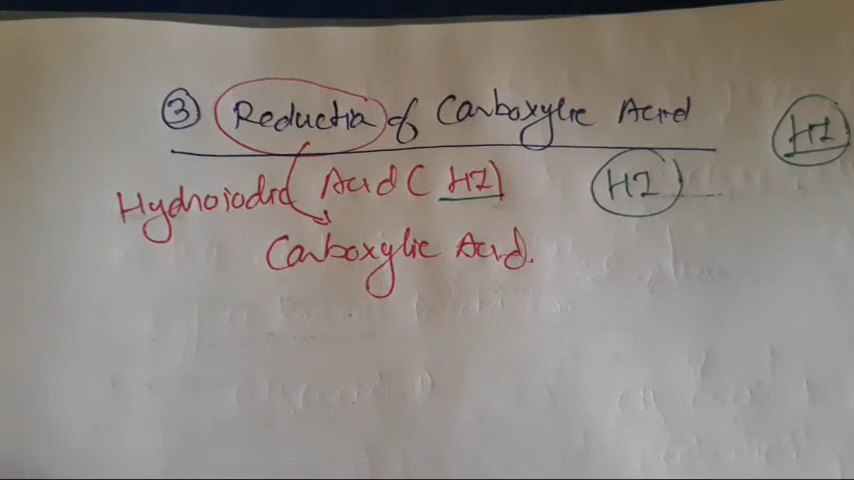 ③ Reduction of Carboxylic Acid
HI
Hydroiodic Acid (HI)
HI
Carboxylic Acid.